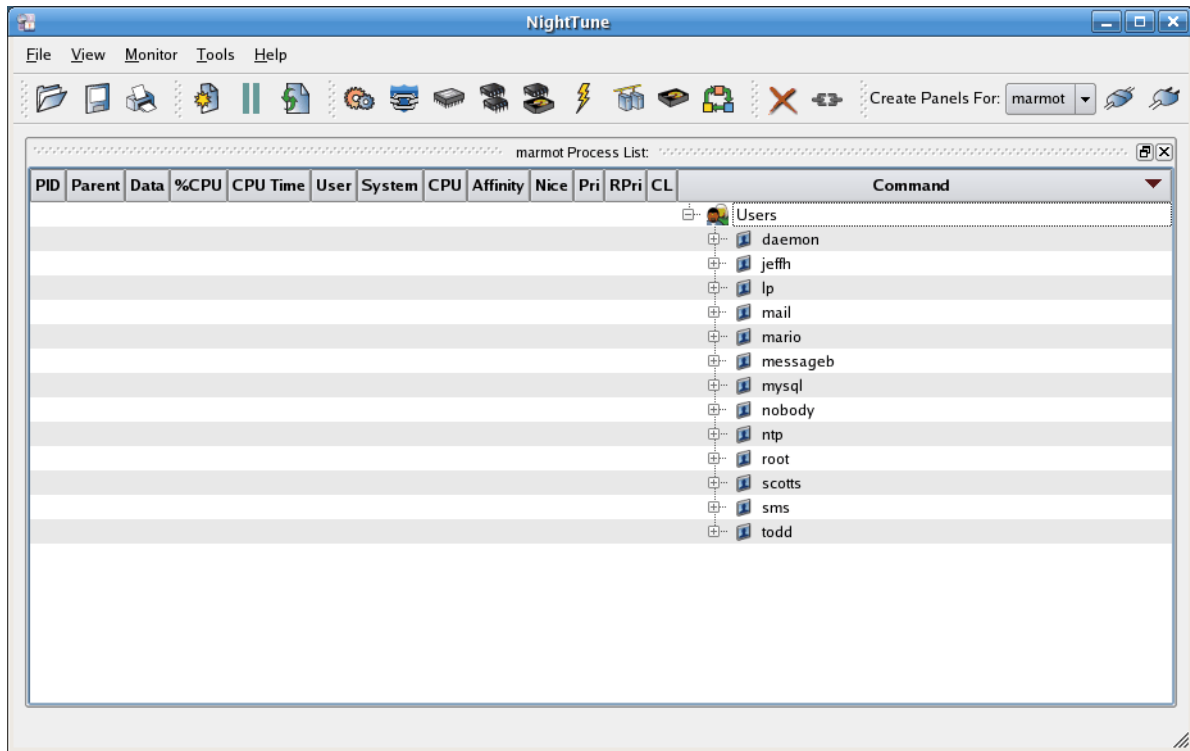 NightTune
File View Monitor Tools Help
Create Panels For: marmot
marmot Process List:
PID Parent Data %CPU CPU Time User System CPU Affinity Nice Pri RPri CL Command
Users
daemon
jeffh
lp
mail
mario
messageb
mysql
nobody
ntp
root
scotts
sms
todd